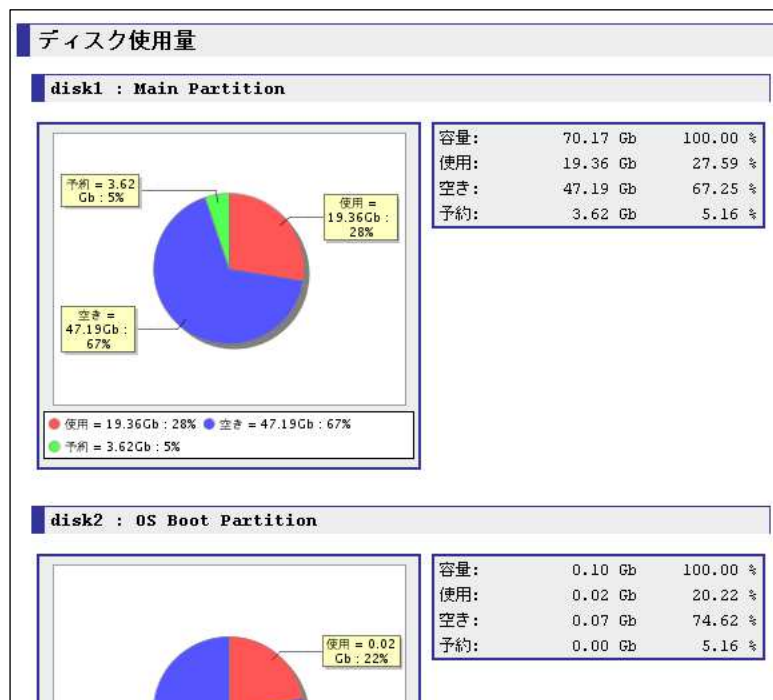 ディスク使用量
disk1 : Main Partition
予約 = 3.62
Gb : 5%
使用 =
19.36Gb :
28%
空き =
47.19Gb :
67%
使用 = 19.36Gb : 28% 空き = 47.19Gb : 67%
予約 = 3.62Gb : 5%
容量: 70.17 Gb 100.00 %
使用: 19.36 Gb 27.59 %
空き: 47.19 Gb 67.25 %
予約: 3.62 Gb 5.16 %
disk2 : OS Boot Partition
使用 = 0.02
Gb : 22%
容量: 0.10 Gb 100.00 %
使用: 0.02 Gb 20.22 %
空き: 0.07 Gb 74.62 %
予約: 0.00 Gb 5.16 %